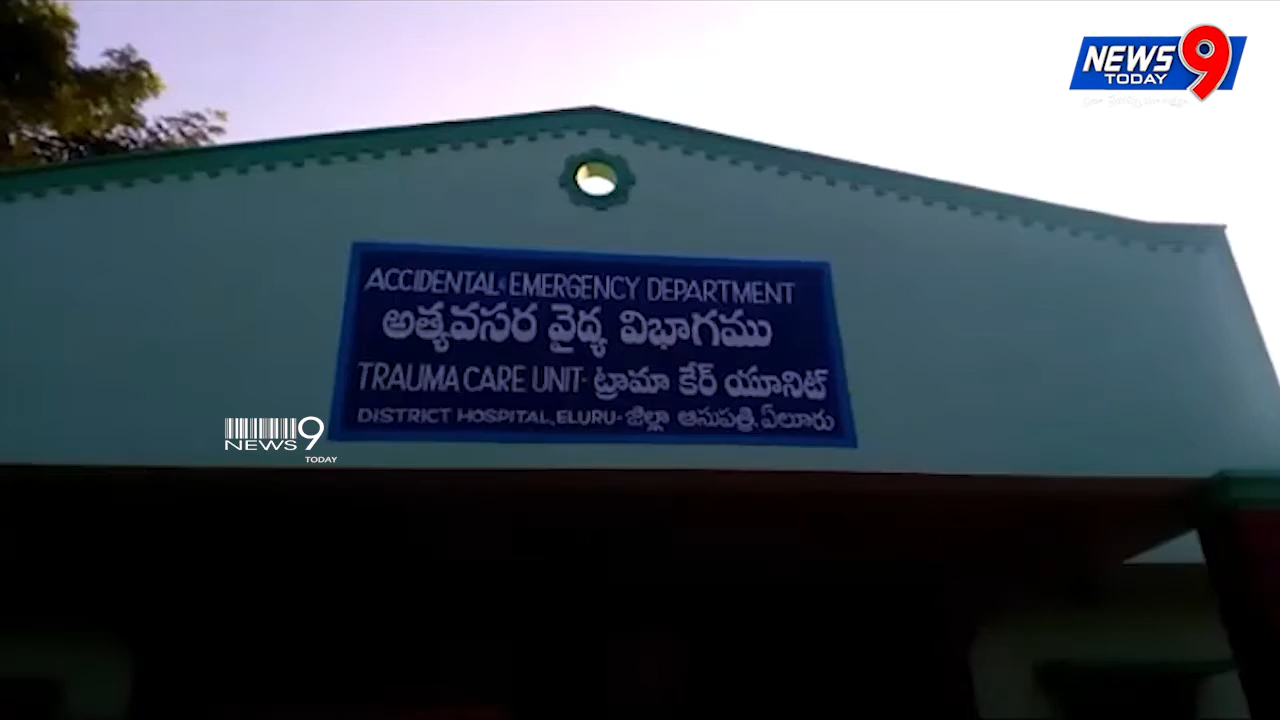 NEWS 9
TODAY
ACCIDENTAL EMERGENCY DEPARTMENT
అత్యవసర వైద్య విభాగము
TRAUMA CARE UNIT- ట్రామా కేర్ యూనిట్
DISTRICT HOSPITAL, ELURU- జిల్లా ఆసుపత్రి, ఏలూరు
NEWS 9
TODAY